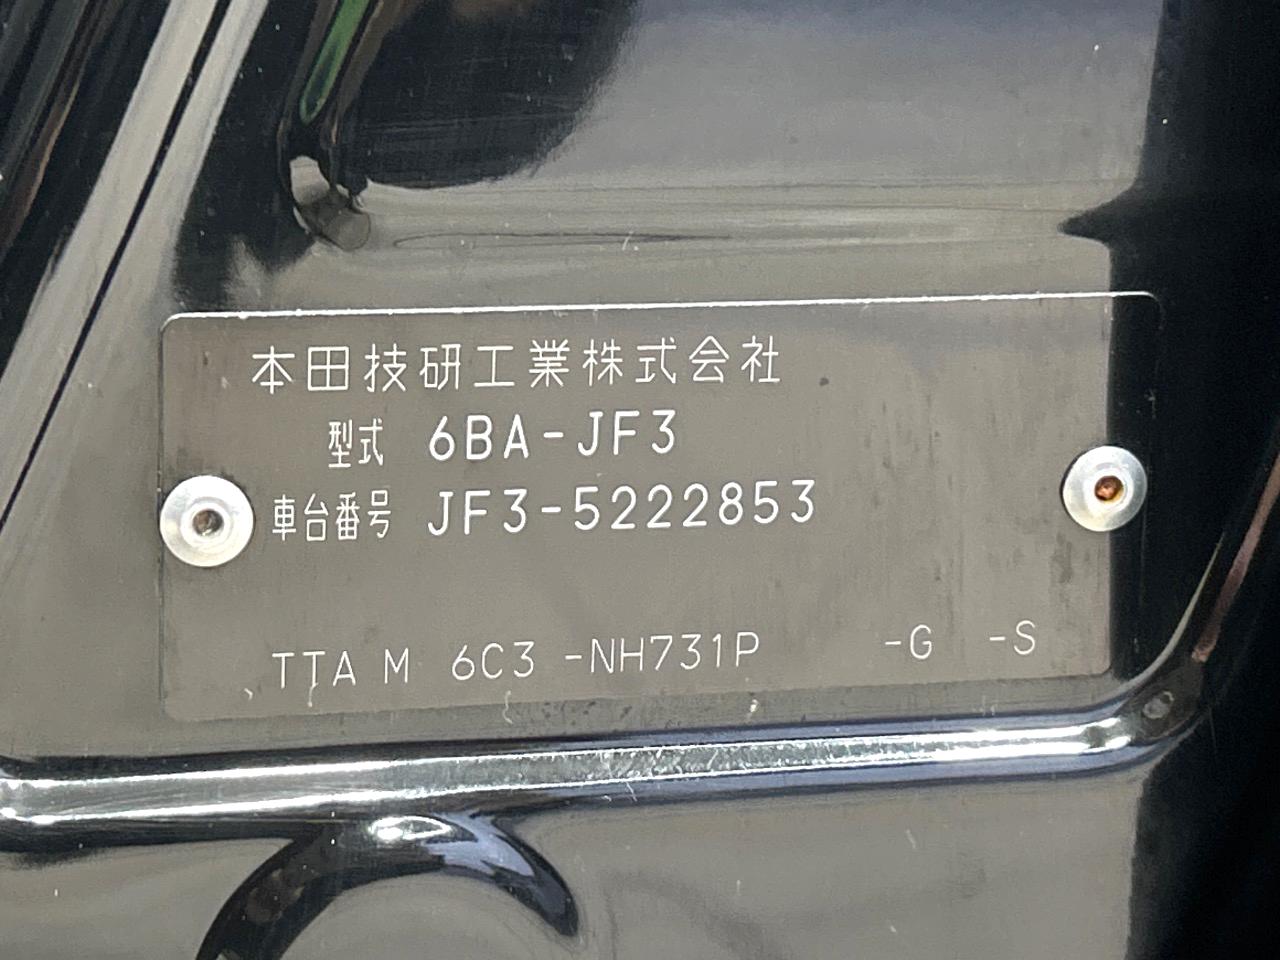 本田技研工業株式会社
型式 6BA-JF3
車台番号 JF3-5222853
TTA M 6C3 -NH731P -G -S